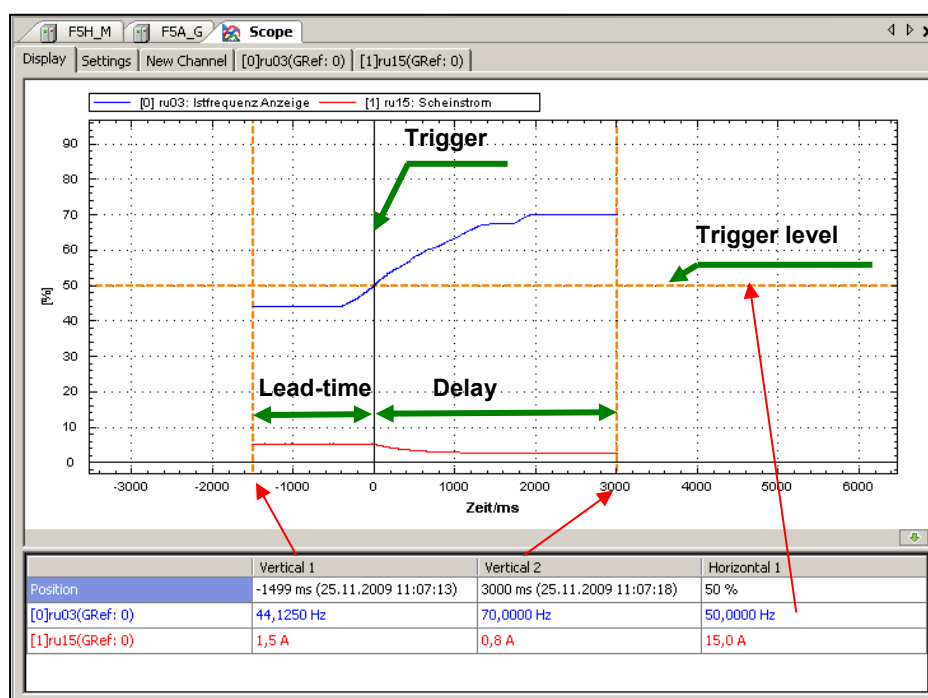 F5H_M F5A_G Scope
Display Settings New Channel [0]ru03(GRef: 0) [1]ru15(GRef: 0)
[0] ru03: Istfrequenz Anzeige [1] ru15: Scheinstrom
Trigger
Trigger level
Lead-time Delay
[%]
90
80
70
60
50
40
30
20
10
0
-3000 -2000 -1000 0 1000 2000 3000 4000 5000 6000
Zeit/ms
Vertical 1 Vertical 2 Horizontal 1
Position -1499 ms (25.11.2009 11:07:13) 3000 ms (25.11.2009 11:07:18) 50 %
[0]ru03(GRef: 0) 44,1250 Hz 70,0000 Hz 50,0000 Hz
[1]ru15(GRef: 0) 1,5 A 0,8 A 15,0 A